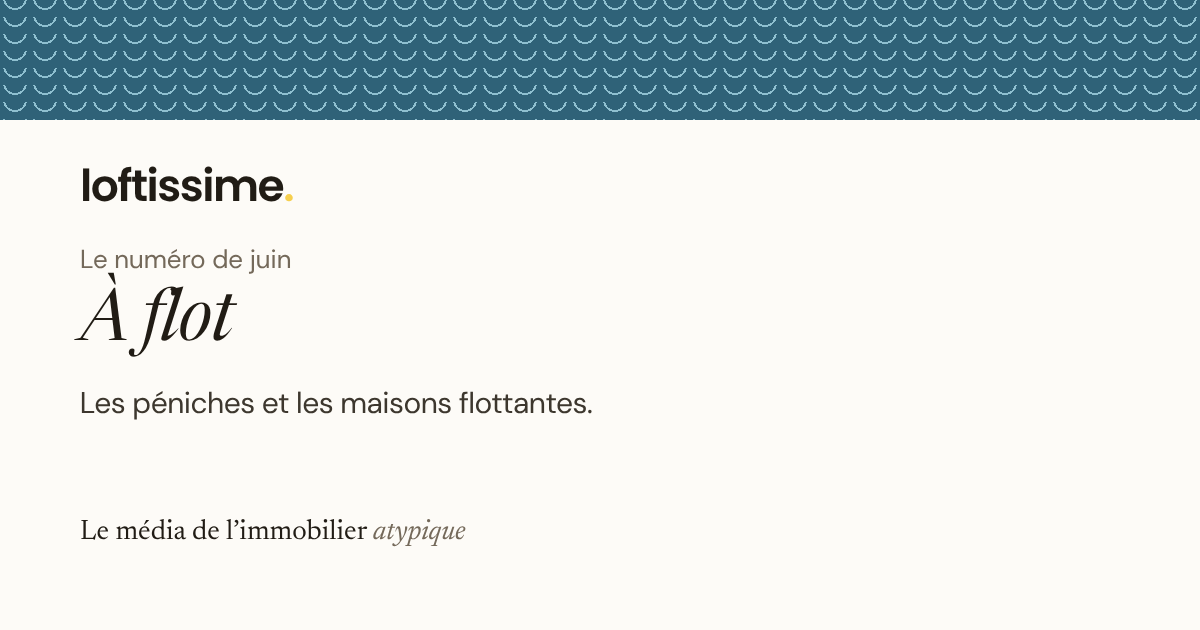 loftissime.
Le numéro de juin
À flot
Les péniches et les maisons flottantes.
Le média de l’immobilier atypique